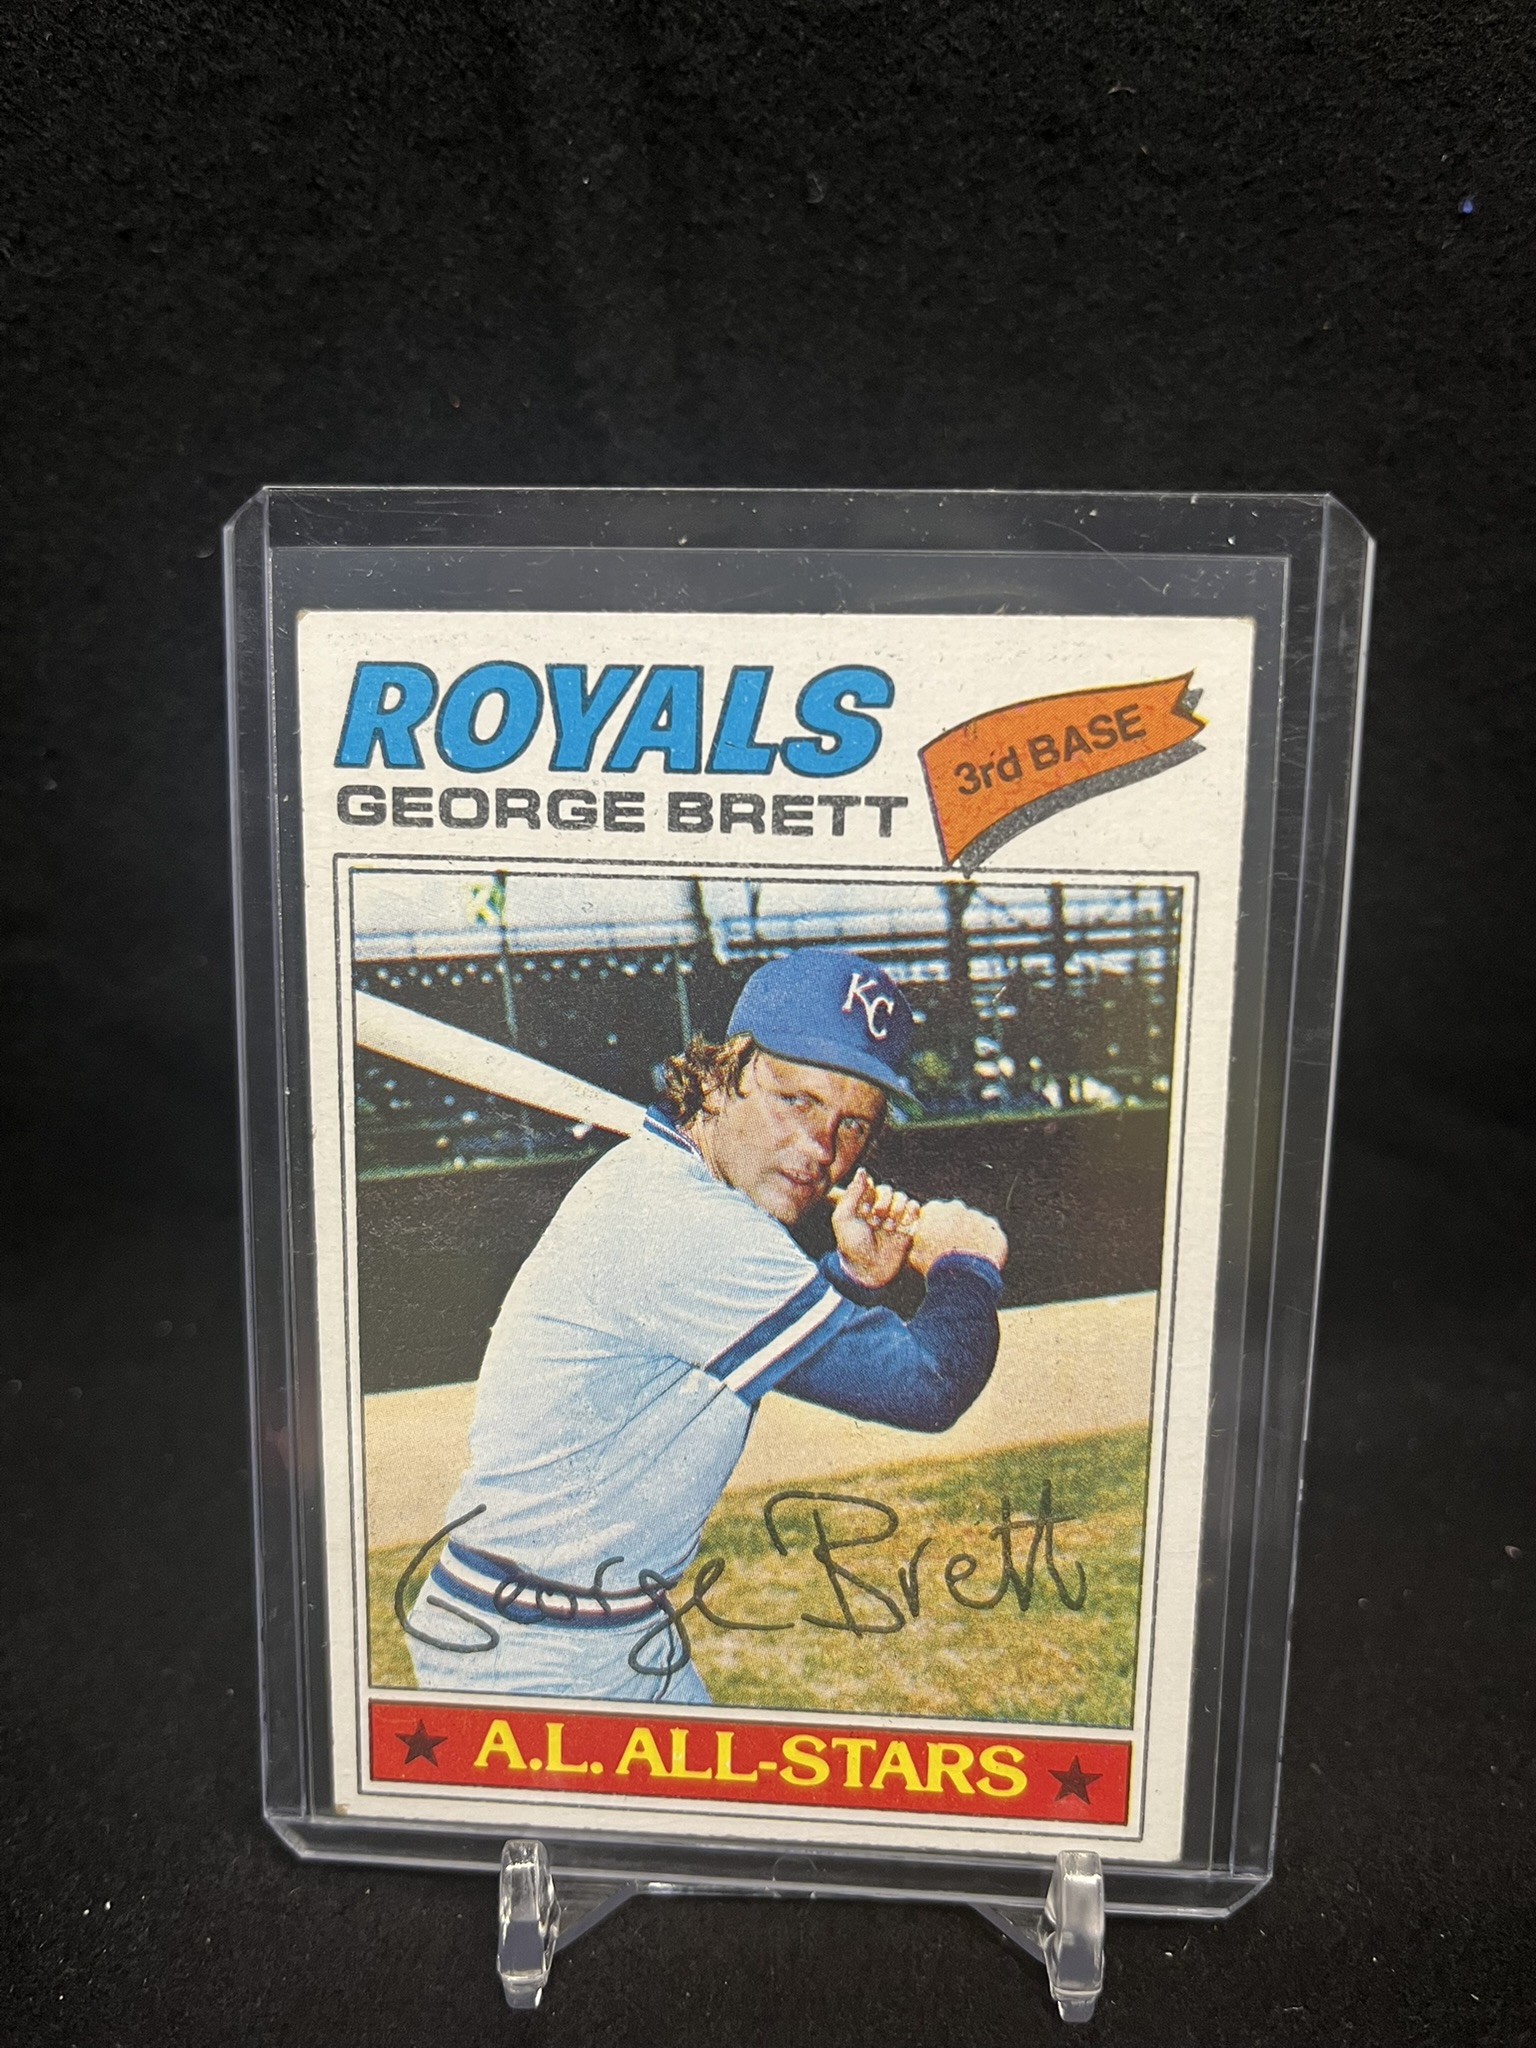 ROYALS
3rd BASE
GEORGE BRETT
KC
George Brett
A.L. ALL-STARS